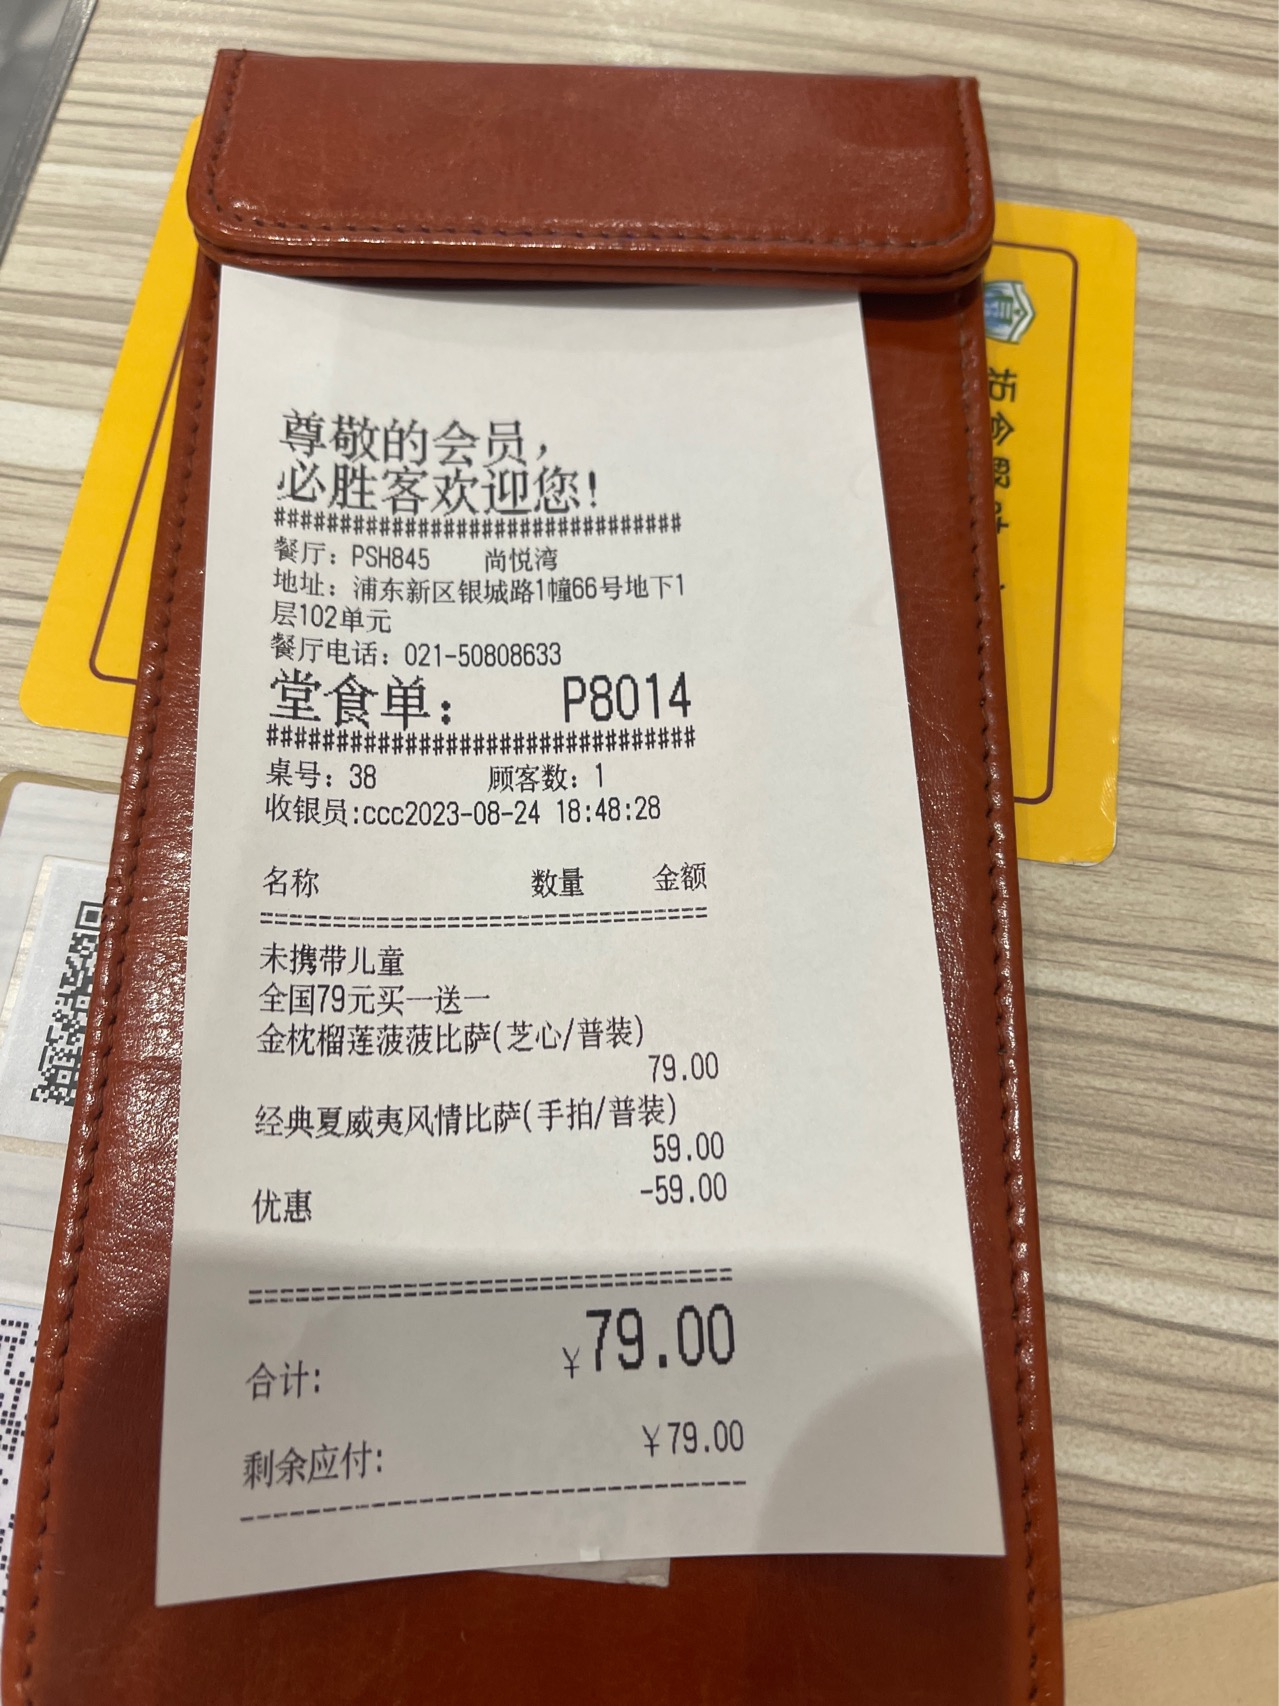 尊敬的会员，
必胜客欢迎您!
################################
餐厅：PSH845 尚悦湾
地址：浦东新区银城路1幢66号地下1
层102单元
餐厅电话：021-50808633
堂食单： P8014
################################
桌号：38 顾客数：1
收银员:ccc2023-08-24 18:48:28
名称 数量 金额
================================
未携带儿童
全国79元买一送一
金枕榴莲菠菠比萨(芝心/普装)
79.00
经典夏威夷风情比萨(手拍/普装)
59.00
优惠 -59.00
================================
合计: ¥79.00
剩余应付: ¥79.00
--------------------------------